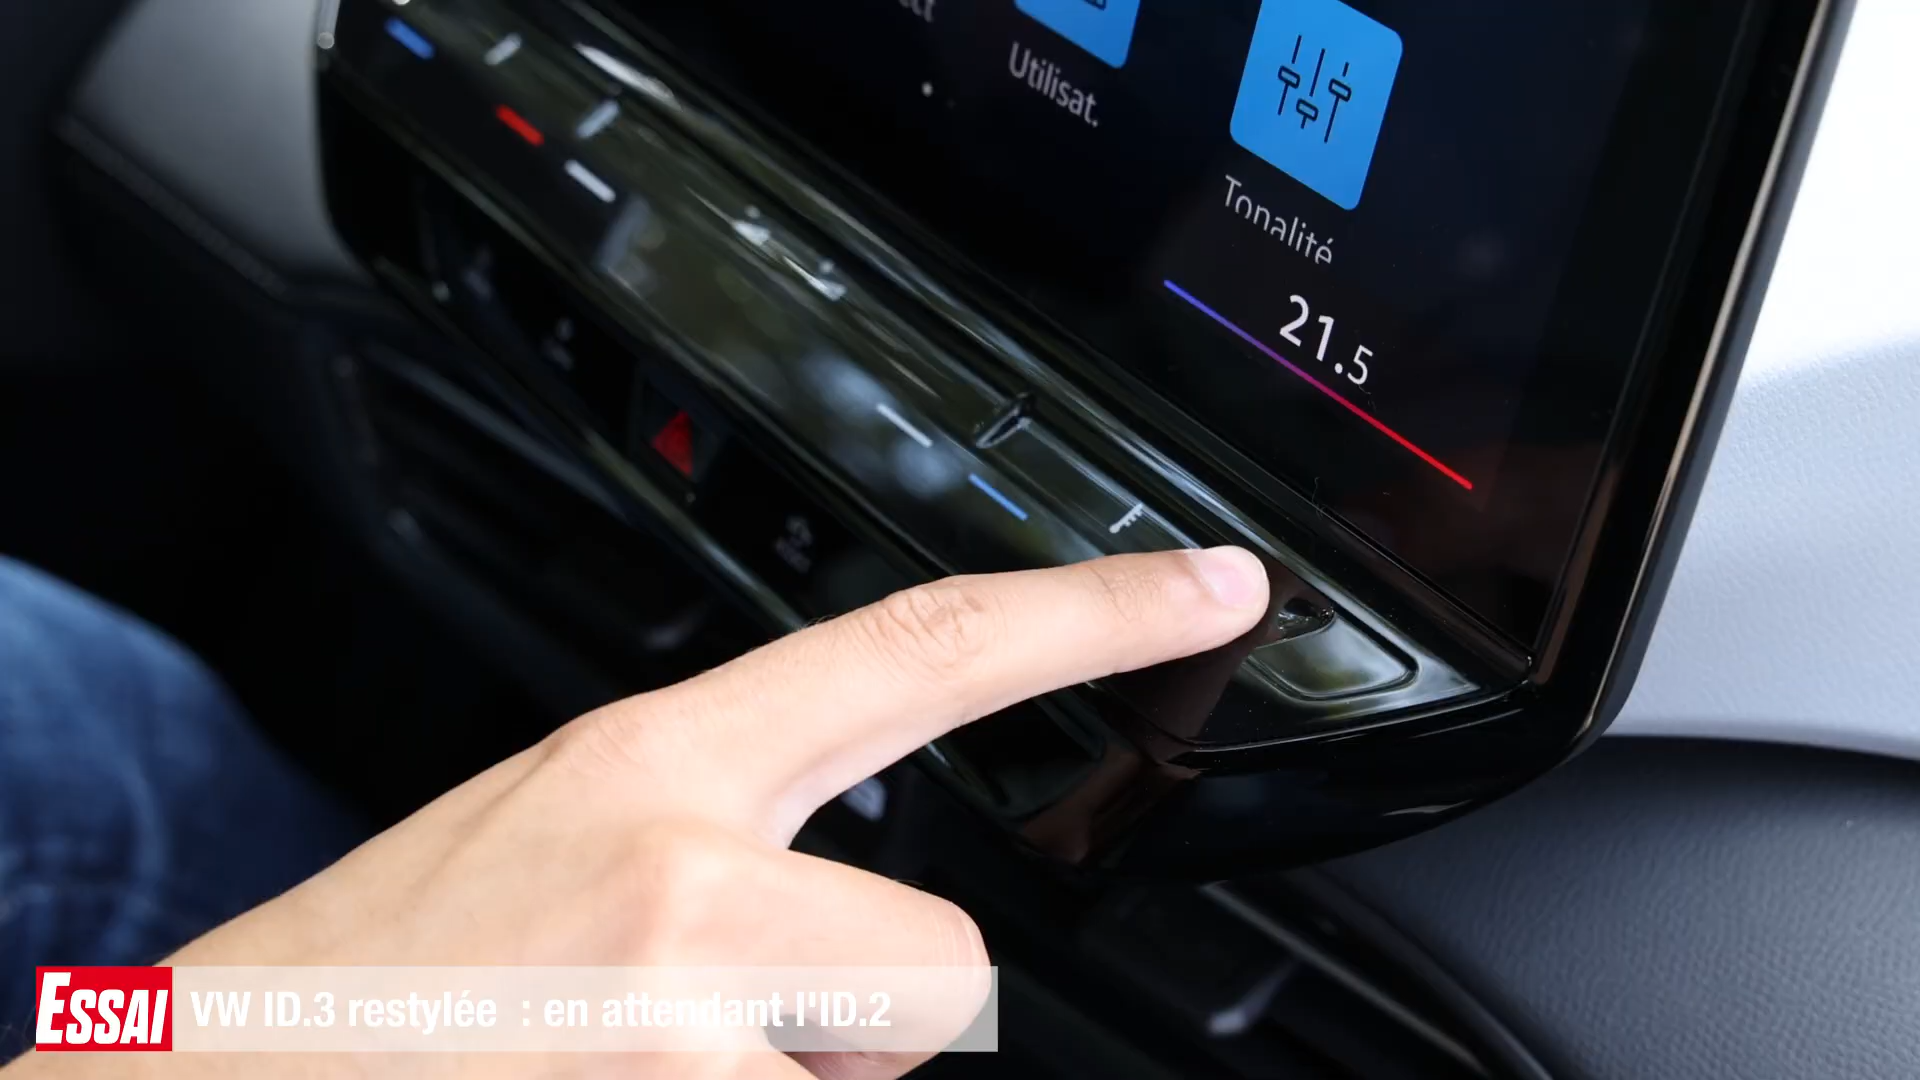 Utilisat.
Tonalité
21.5
ESSAI
VW ID.3 restylée : en attendant l'ID.2